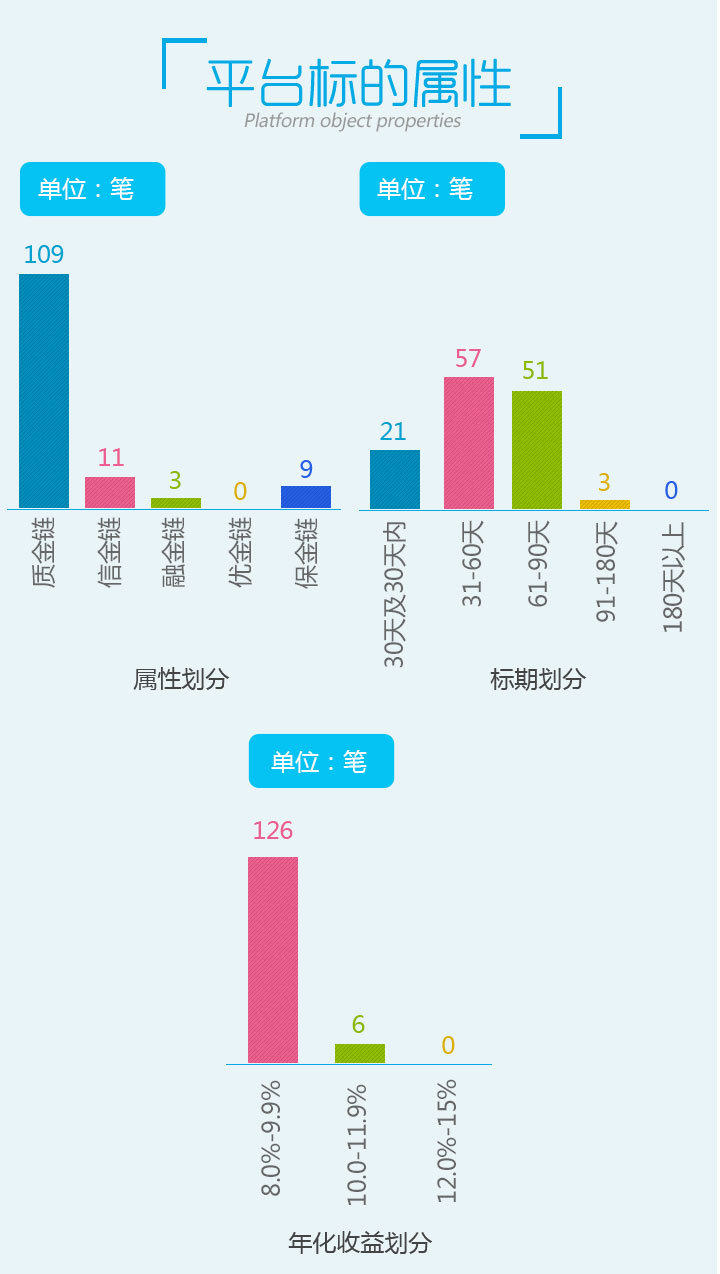 平台标的属性
Platform object properties
单位：笔
109
11
3
0
9
质金链
信金链
融金链
优金链
保金链
属性划分
单位：笔
21
57
51
3
0
30天及30天内
31-60天
61-90天
91-180天
180天以上
标期划分
单位：笔
126
6
0
8.0%-9.9%
10.0-11.9%
12.0%-15%
年化收益划分